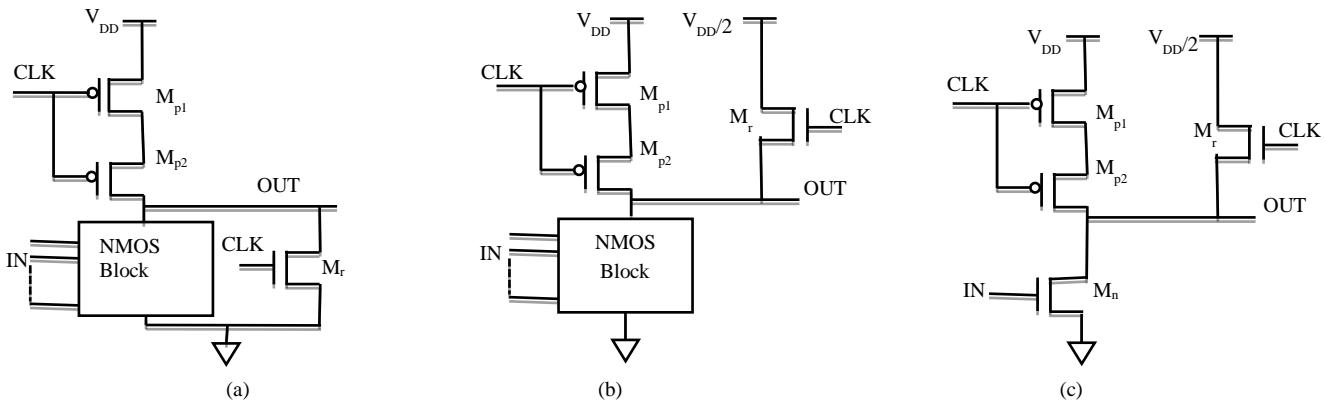 V_DD
CLK
M_p1
M_p2
OUT
NMOS
Block
CLK
M_r
IN
(a)
V_DD
V_DD/2
CLK
M_p1
M_r
CLK
M_p2
OUT
NMOS
Block
IN
(b)
V_DD
V_DD/2
CLK
M_p1
M_r
CLK
M_p2
OUT
IN
M_n
(c)